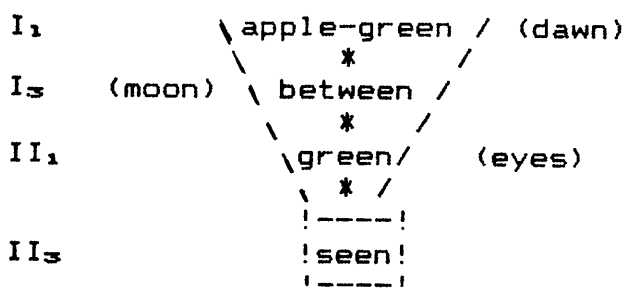 I₁ \ apple-green / (dawn)
* /
I₃ (moon) \ between /
\ * /
II₁ \green/ (eyes)
\ * /
!----!
II₃ !seen!
!----!